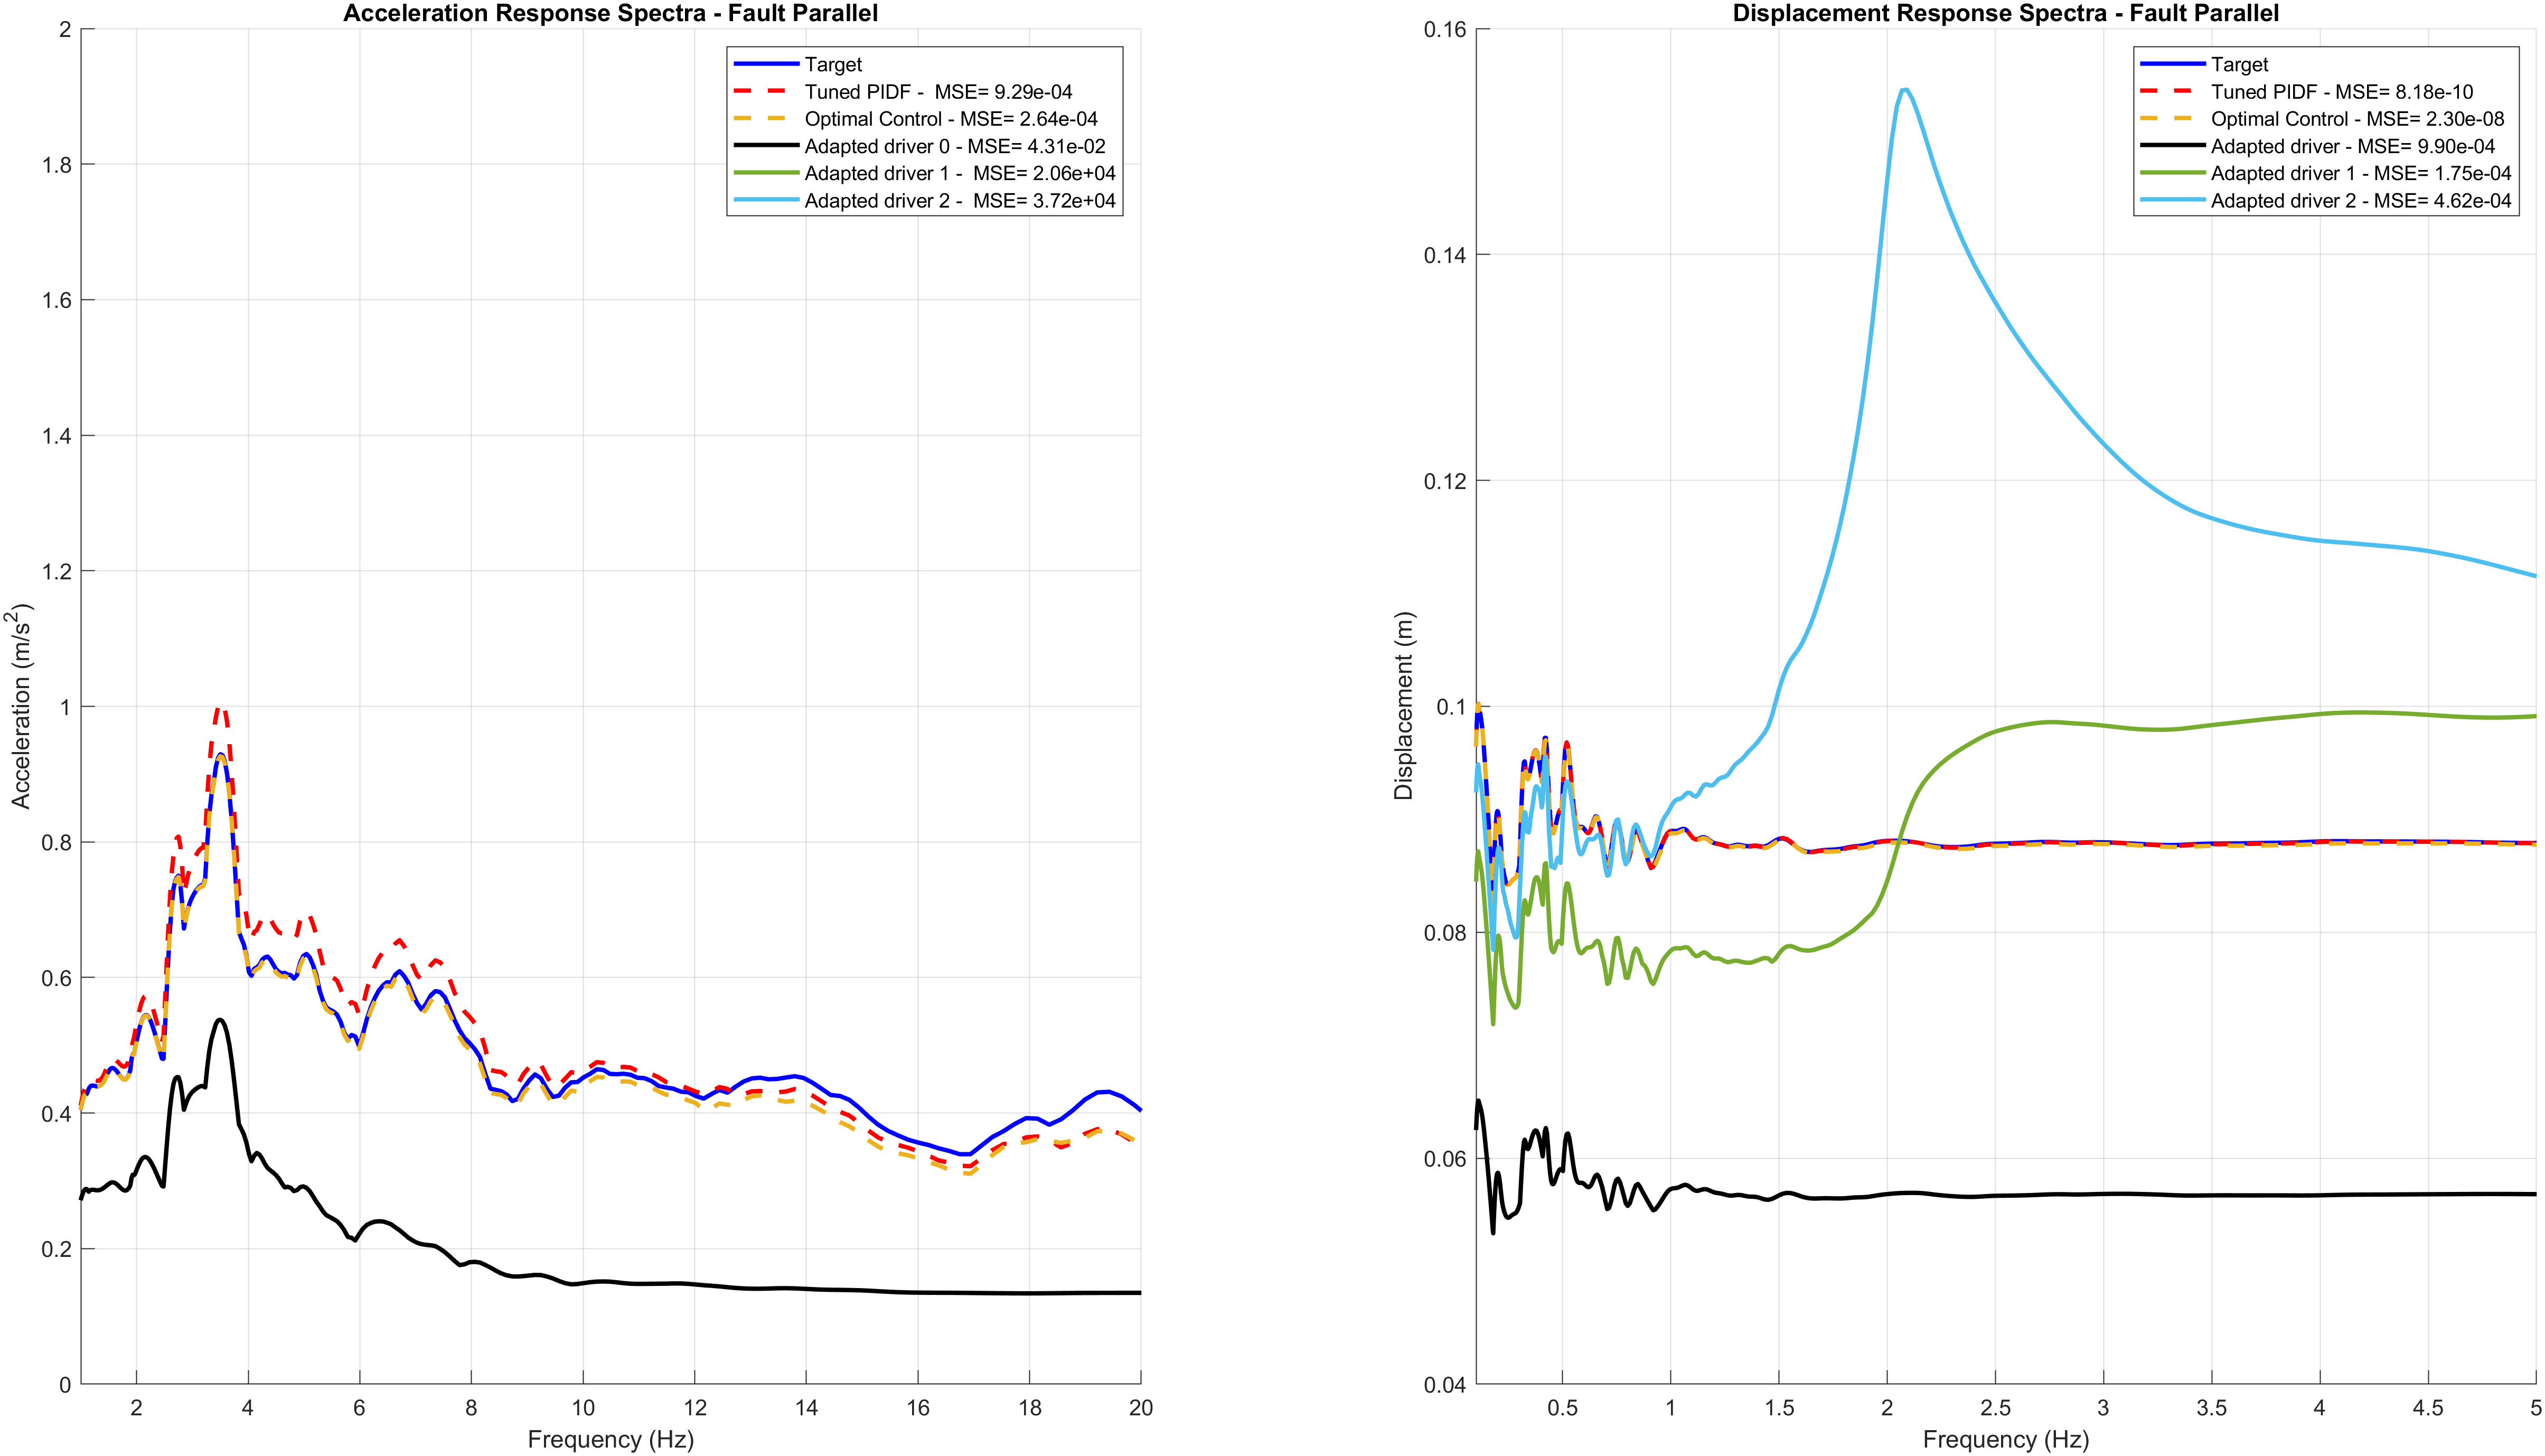 Acceleration Response Spectra - Fault Parallel
2
1.8
1.6
1.4
1.2
1
0.8
0.6
0.4
0.2
0
Acceleration (m/s²)
Target
Tuned PIDF -  MSE= 9.29e-04
Optimal Control - MSE= 2.64e-04
Adapted driver 0 - MSE= 4.31e-02
Adapted driver 1 -  MSE= 2.06e+04
Adapted driver 2 -  MSE= 3.72e+04
2 4 6 8 10 12 14 16 18 20
Frequency (Hz)
Displacement Response Spectra - Fault Parallel
0.16
0.14
0.12
0.1
0.08
0.06
0.04
Displacement (m)
Target
Tuned PIDF - MSE= 8.18e-10
Optimal Control - MSE= 2.30e-08
Adapted driver - MSE= 9.90e-04
Adapted driver 1 - MSE= 1.75e-04
Adapted driver 2 - MSE= 4.62e-04
0.5 1 1.5 2 2.5 3 3.5 4 4.5 5
Frequency (Hz)